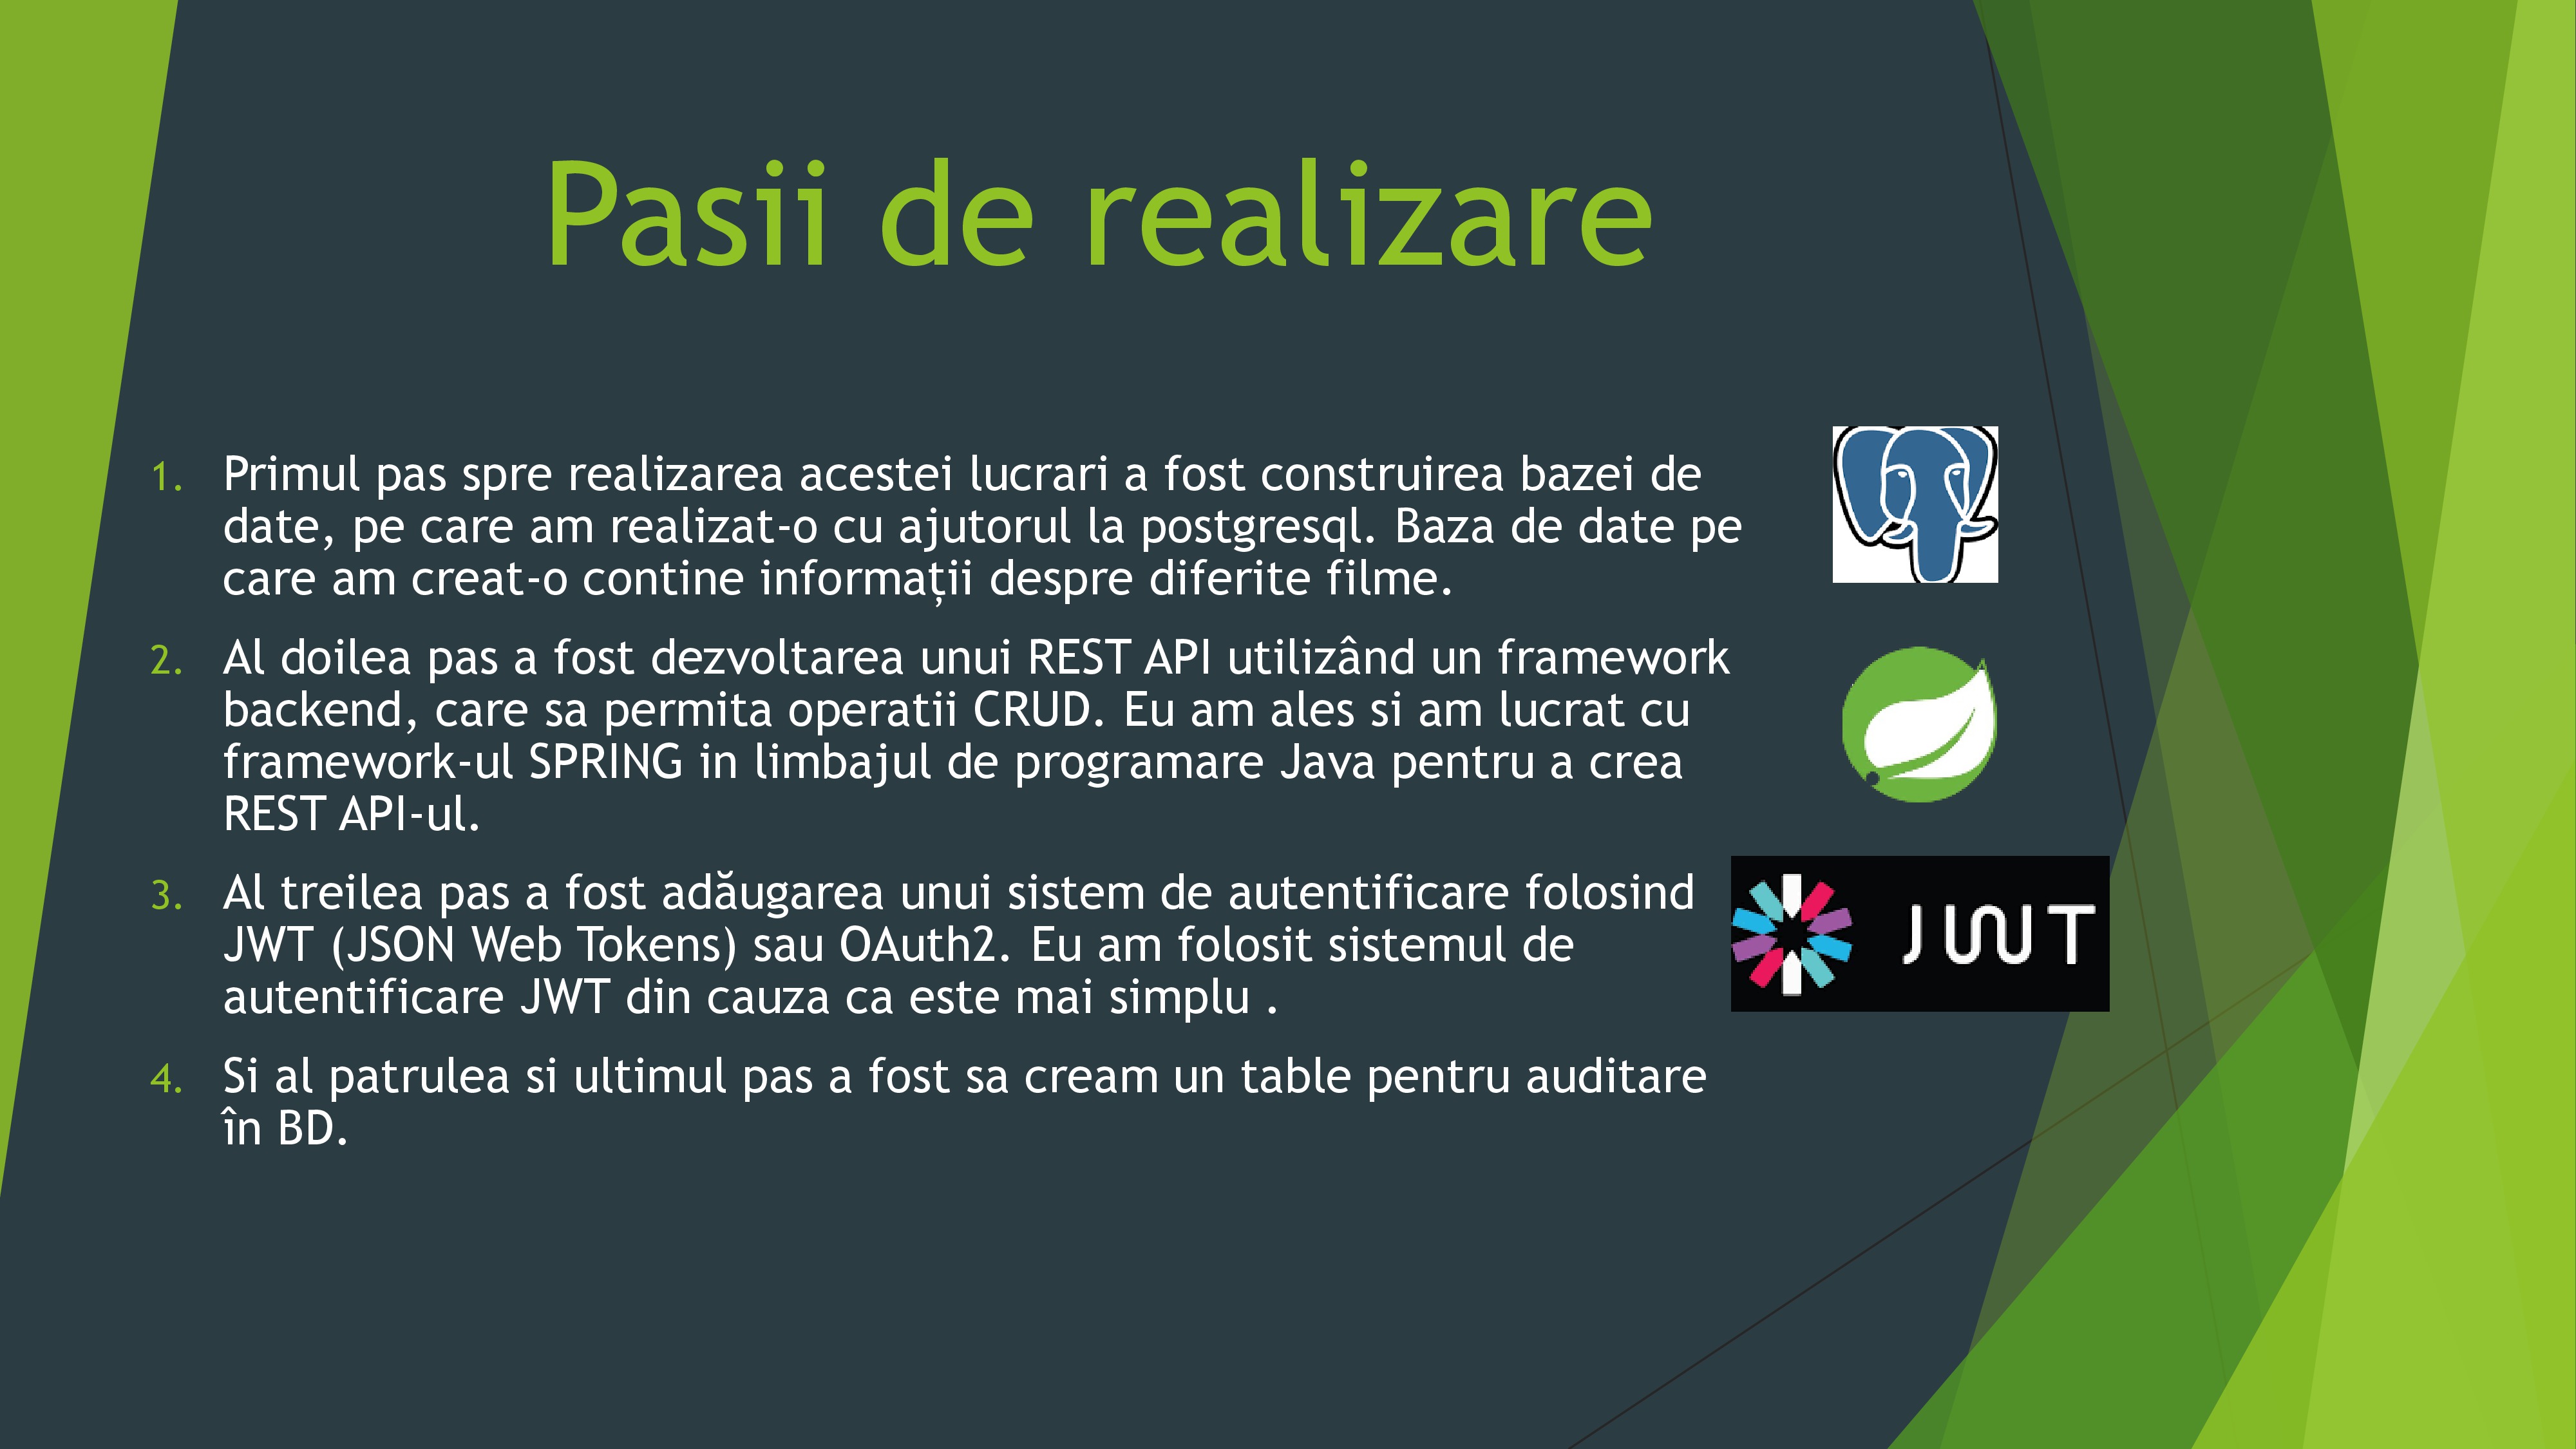 Pasii de realizare
1. Primul pas spre realizarea acestei lucrari a fost construirea bazei de
date, pe care am realizat-o cu ajutorul la postgresql. Baza de date pe
care am creat-o contine informații despre diferite filme.
2. Al doilea pas a fost dezvoltarea unui REST API utilizând un framework
backend, care sa permita operatii CRUD. Eu am ales si am lucrat cu
framework-ul SPRING in limbajul de programare Java pentru a crea
REST API-ul.
3. Al treilea pas a fost adăugarea unui sistem de autentificare folosind
JWT (JSON Web Tokens) sau OAuth2. Eu am folosit sistemul de
autentificare JWT din cauza ca este mai simplu .
JWT
4. Si al patrulea si ultimul pas a fost sa cream un table pentru auditare
în BD.